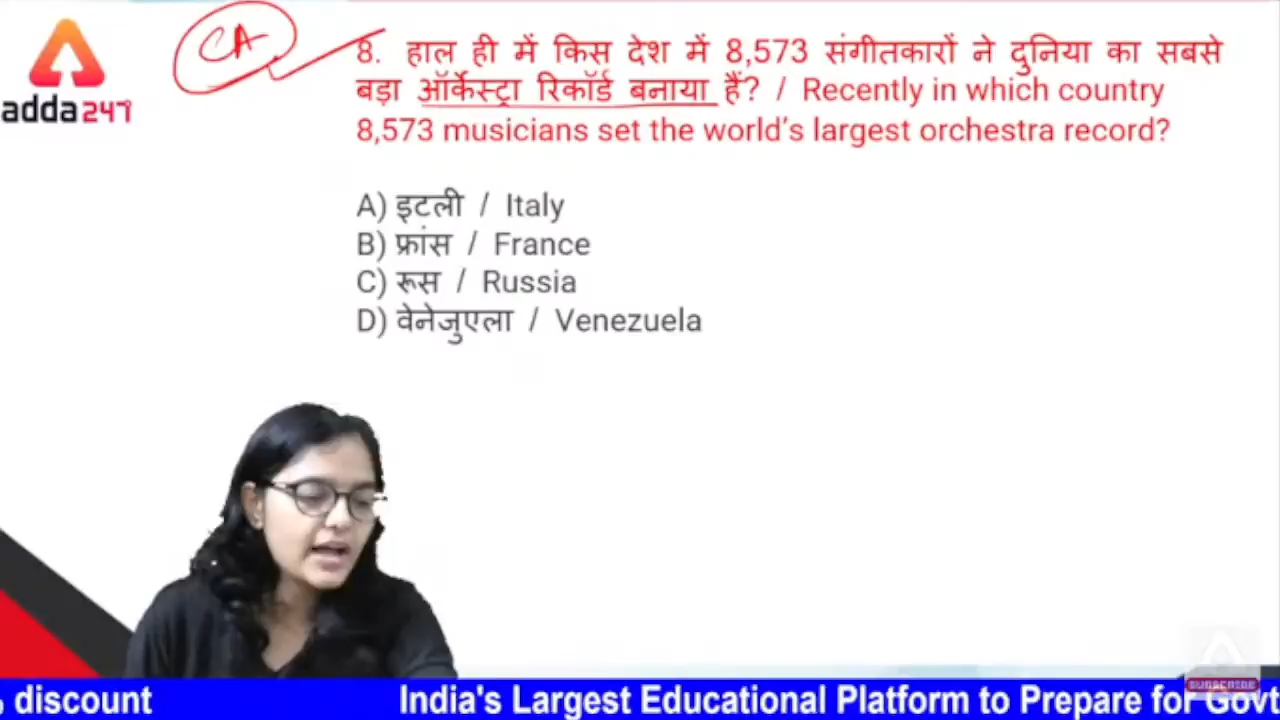 CA
8. हाल ही में किस देश में 8,573 संगीतकारों ने दुनिया का सबसे
बड़ा ऑर्केस्ट्रा रिकॉर्ड बनाया हैं? / Recently in which country
8,573 musicians set the world's largest orchestra record?
adda247
A) इटली / Italy
B) फ्रांस / France
C) रूस / Russia
D) वेनेजुएला / Venezuela
SUBSCRIBE
discount India's Largest Educational Platform to Prepare for Govt